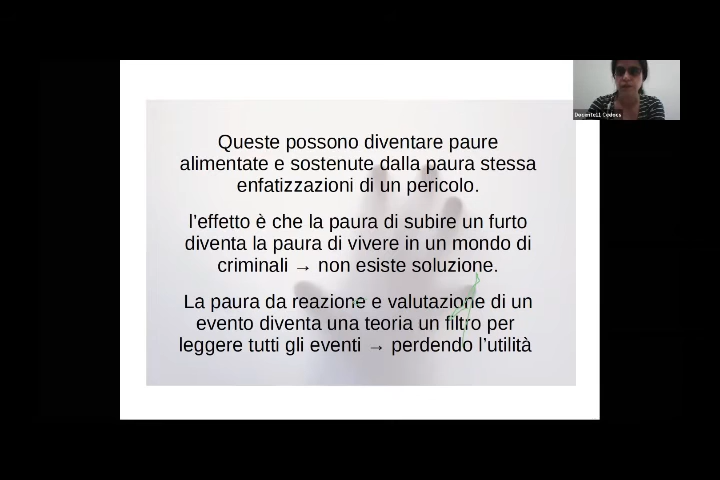 Queste possono diventare paure
alimentate e sostenute dalla paura stessa
enfatizzazioni di un pericolo.
l'effetto è che la paura di subire un furto
diventa la paura di vivere in un mondo di
criminali → non esiste soluzione.
La paura da reazione e valutazione di un
evento diventa una teoria un filtro per
leggere tutti gli eventi → perdendo l'utilità